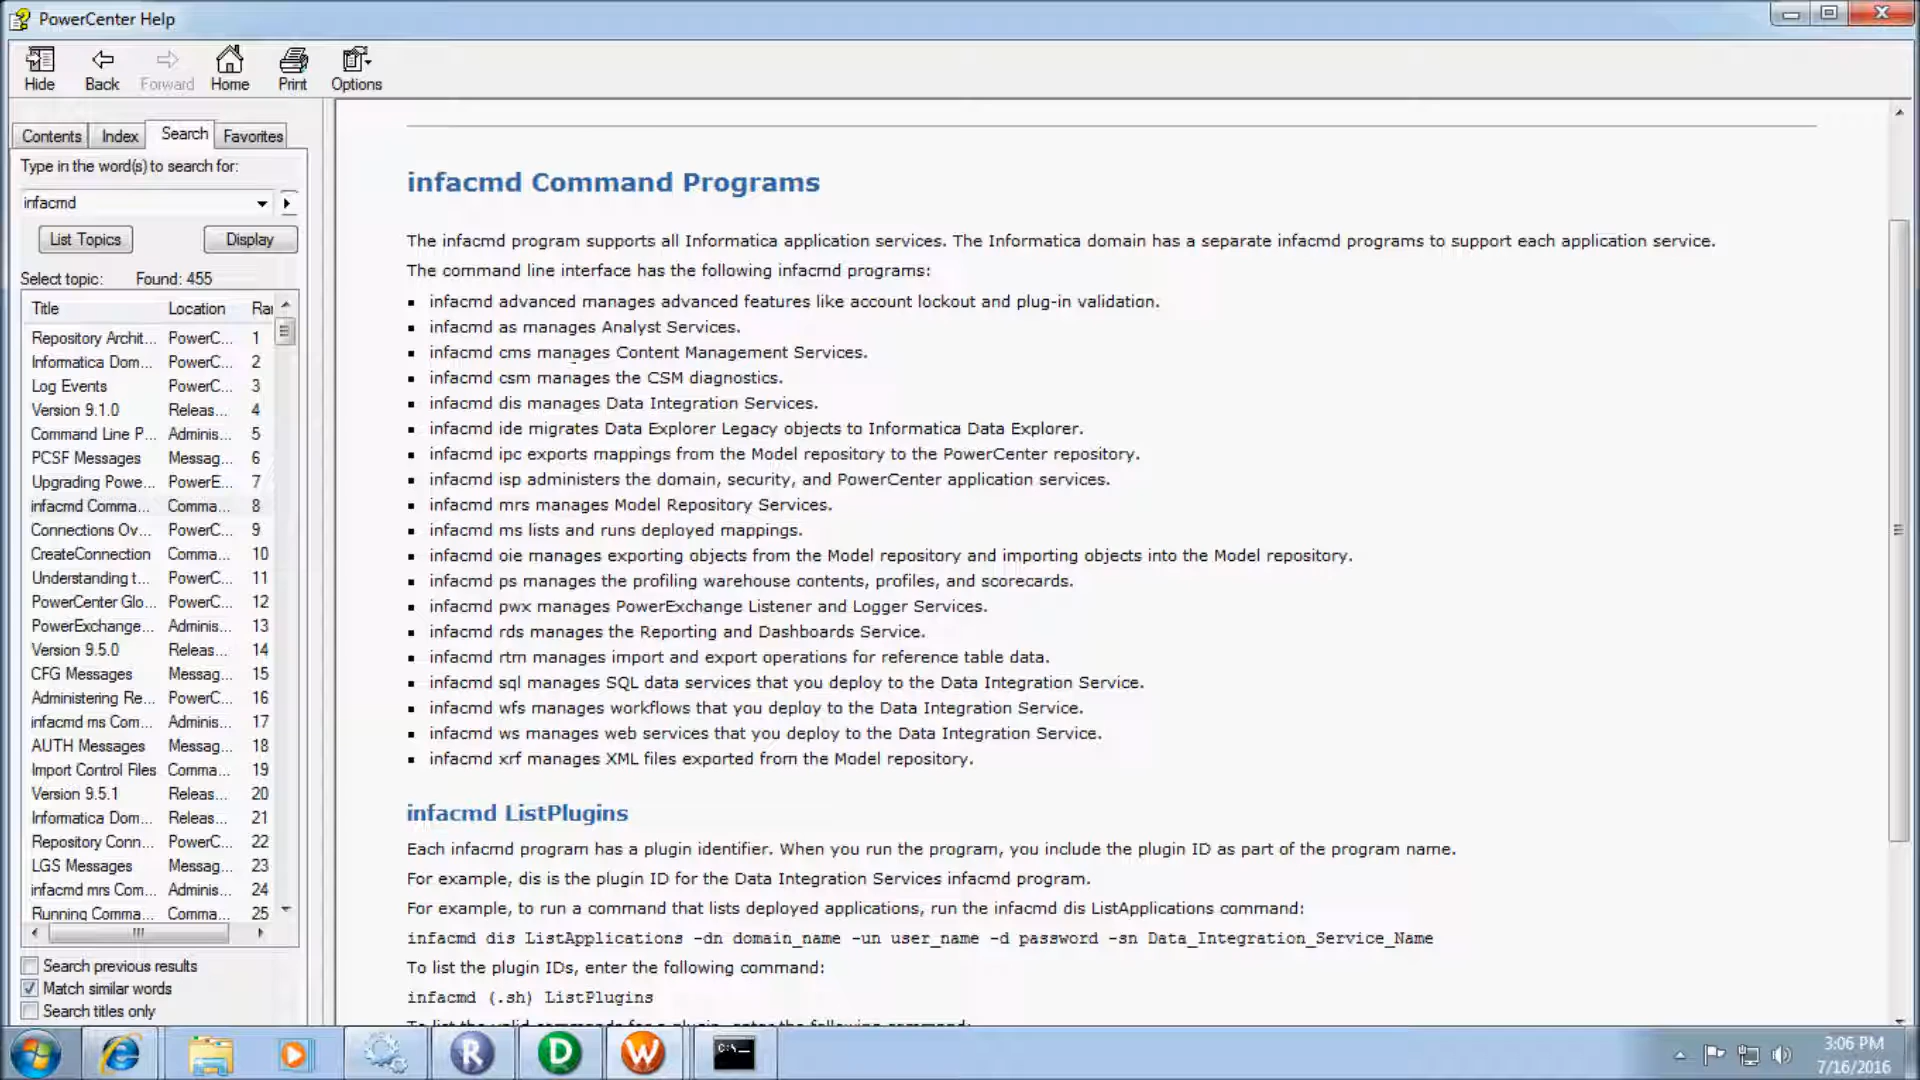 PowerCenter Help
Hide Back Forward Home Print Options
Contents Index Search Favorites
Type in the word(s) to search for:
infacmd
List Topics Display
Select topic: Found: 455
Title Location Rar
Repository Archit... PowerC... 1
Informatica Dom... PowerC... 2
Log Events PowerC... 3
Version 9.1.0 Releas... 4
Command Line P... Adminis... 5
PCSF Messages Messag... 6
Upgrading Powe... PowerE... 7
infacmd Comma... Comma... 8
Connections Ov... PowerC... 9
CreateConnection Comma... 10
Understanding t... PowerC... 11
PowerCenter Glo... PowerC... 12
PowerExchange... Adminis... 13
Version 9.5.0 Releas... 14
CFG Messages Messag... 15
Administering Re... PowerC... 16
infacmd ms Com... Adminis... 17
AUTH Messages Messag... 18
Import Control Files Comma... 19
Version 9.5.1 Releas... 20
Informatica Dom... Releas... 21
Repository Conn... PowerC... 22
LGS Messages Messag... 23
infacmd mrs Com... Adminis... 24
Running Comma... Comma... 25
Search previous results
Match similar words
Search titles only
infacmd Command Programs
The infacmd program supports all Informatica application services. The Informatica domain has a separate infacmd programs to support each application service.
The command line interface has the following infacmd programs:
▪ infacmd advanced manages advanced features like account lockout and plug-in validation.
▪ infacmd as manages Analyst Services.
▪ infacmd cms manages Content Management Services.
▪ infacmd csm manages the CSM diagnostics.
▪ infacmd dis manages Data Integration Services.
▪ infacmd ide migrates Data Explorer Legacy objects to Informatica Data Explorer.
▪ infacmd ipc exports mappings from the Model repository to the PowerCenter repository.
▪ infacmd isp administers the domain, security, and PowerCenter application services.
▪ infacmd mrs manages Model Repository Services.
▪ infacmd ms lists and runs deployed mappings.
▪ infacmd oie manages exporting objects from the Model repository and importing objects into the Model repository.
▪ infacmd ps manages the profiling warehouse contents, profiles, and scorecards.
▪ infacmd pwx manages PowerExchange Listener and Logger Services.
▪ infacmd rds manages the Reporting and Dashboards Service.
▪ infacmd rtm manages import and export operations for reference table data.
▪ infacmd sql manages SQL data services that you deploy to the Data Integration Service.
▪ infacmd wfs manages workflows that you deploy to the Data Integration Service.
▪ infacmd ws manages web services that you deploy to the Data Integration Service.
▪ infacmd xrf manages XML files exported from the Model repository.
infacmd ListPlugins
Each infacmd program has a plugin identifier. When you run the program, you include the plugin ID as part of the program name.
For example, dis is the plugin ID for the Data Integration Services infacmd program.
For example, to run a command that lists deployed applications, run the infacmd dis ListApplications command:
infacmd dis ListApplications -dn domain_name -un user_name -d password -sn Data_Integration_Service_Name
To list the plugin IDs, enter the following command:
infacmd (.sh) ListPlugins
To list the valid commands for a plugin, enter the following command:
R D W C:\.
3:06 PM
7/16/2016